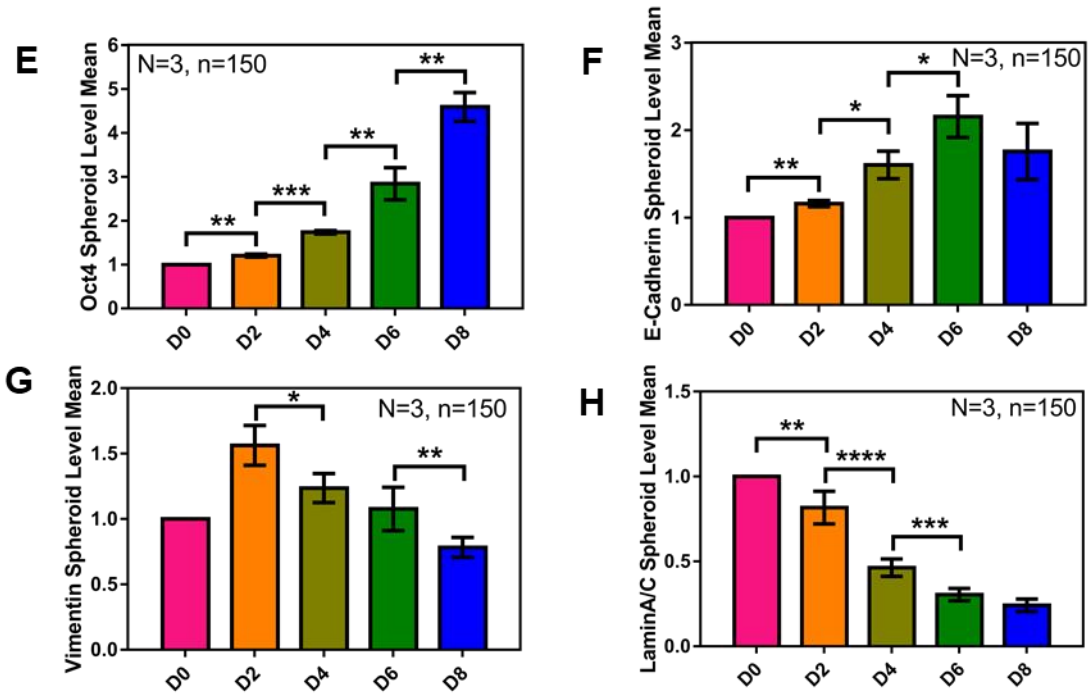 E
Oct4 Spheroid Level Mean
N=3, n=150
6
5
4
3
2
1
0
**
***
**
**
D0
D2
D4
D6
D8
F
E-Cadherin Spheroid Level Mean
N=3, n=150
3
2
1
0
**
*
*
D0
D2
D4
D6
D8
G
Vimentin Spheroid Level Mean
N=3, n=150
2.0
1.5
1.0
0.5
0.0
*
**
D0
D2
D4
D6
D8
H
LaminA/C Spheroid Level Mean
N=3, n=150
1.5
1.0
0.5
0.0
**
****
***
D0
D2
D4
D6
D8